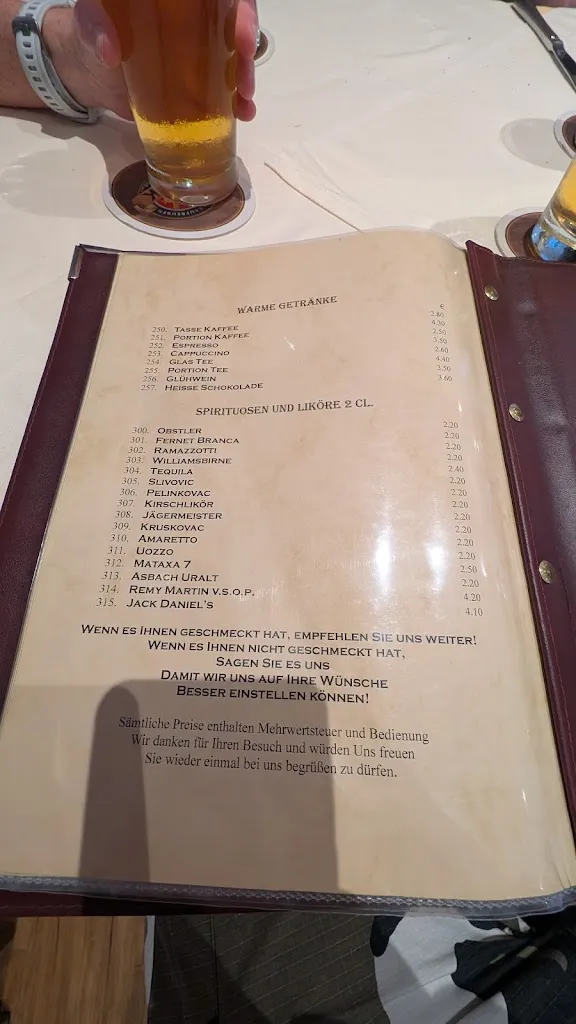 WARME GETRÄNKE
€
250. TASSE KAFFEE 2.80
251. PORTION KAFFEE 4.20
252. ESPRESSO 2.50
253. CAPPUCCINO 3.50
254. GLAS TEE 2.60
255. PORTION TEE 4.40
256. GLÜHWEIN 3.50
257. HEISSE SCHOKOLADE 3.60
SPIRITUOSEN UND LIKÖRE 2 CL.
300. OBSTLER 2.20
301. FERNET BRANCA 2.20
302. RAMAZZOTTI 2.20
303. WILLIAMSBIRNE 2.20
304. TEQUILA 2.40
305. SLIVOVIC 2.20
306. PELINKOVAC 2.20
307. KIRSCHLIKÖR 2.20
308. JÄGERMEISTER 2.20
309. KRUSKOVAC 2.20
310. AMARETTO 2.20
311. UOZZO 2.20
312. MATAXA 7 2.50
313. ASBACH URALT 2.20
314. REMY MARTIN V.S.O.P. 4.20
315. JACK DANIEL'S 4.10
WENN ES IHNEN GESCHMECKT HAT, EMPFEHLEN SIE UNS WEITER!
WENN ES IHNEN NICHT GESCHMECKT HAT,
SAGEN SIE ES UNS
DAMIT WIR UNS AUF IHRE WÜNSCHE
BESSER EINSTELLEN KÖNNEN!
Sämtliche Preise enthalten Mehrwertsteuer und Bedienung
Wir danken für Ihren Besuch und würden Uns freuen
Sie wieder einmal bei uns begrüßen zu dürfen.